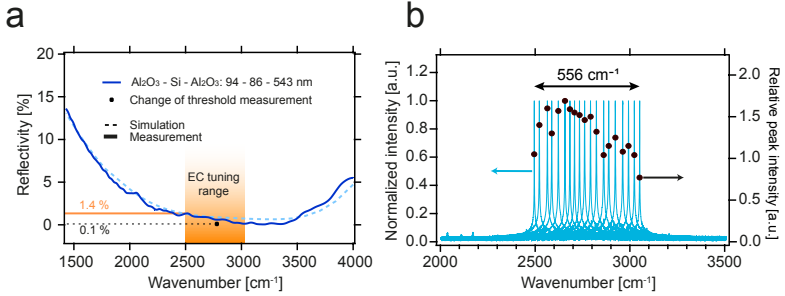 a
Reflectivity [%]
20
15
10
5
0
Al₂O₃ - Si - Al₂O₃: 94 - 86 - 543 nm
Change of threshold measurement
Simulation
Measurement
EC tuning
range
1.4 %
0.1 %
1500
2000
2500
3000
3500
4000
Wavenumber [cm⁻¹]
b
Normalized intensity [a.u.]
1.2
1.0
0.8
0.6
0.4
0.2
0.0
556 cm⁻¹
2.0
1.5
1.0
0.5
0.0
Relative peak intensity [a.u.]
2000
2500
3000
3500
Wavenumber [cm⁻¹]